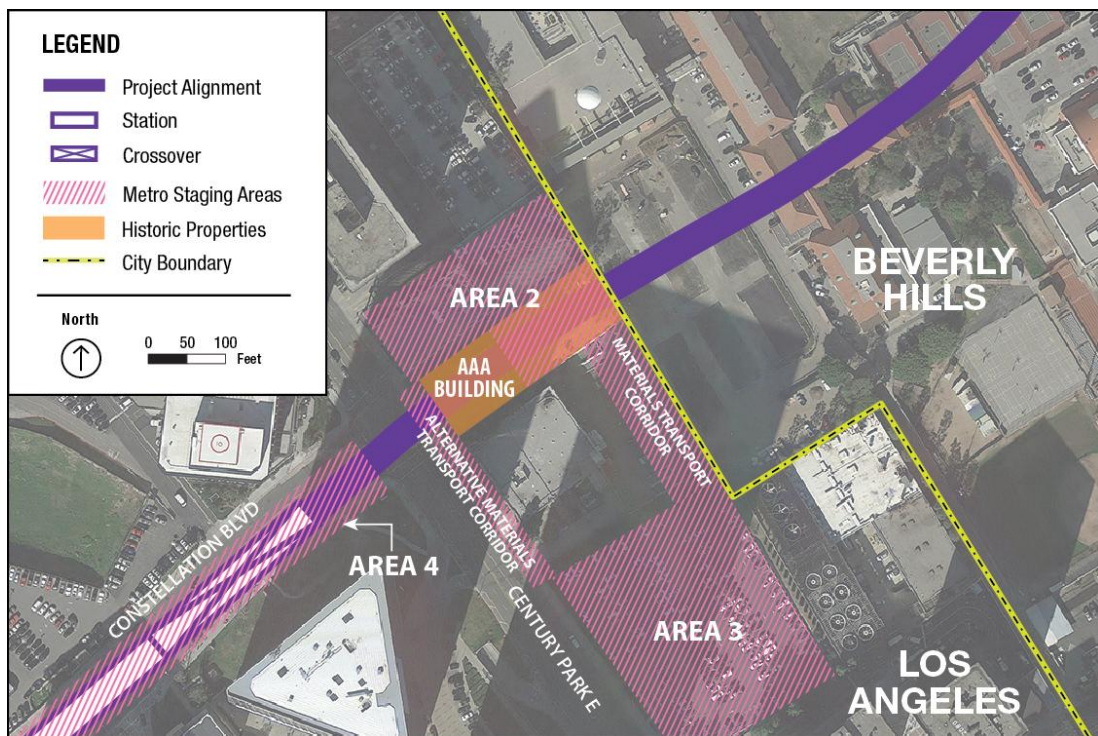 LEGEND
Project Alignment
Station
Crossover
Metro Staging Areas
Historic Properties
City Boundary
North
0 50 100
Feet
AREA 2
AAA
BUILDING
BEVERLY
HILLS
MATERIALS TRANSPORT
CORRIDOR
ALTERNATIVE MATERIALS
TRANSPORT CORRIDOR
CONSTELLATION BLVD
AREA 4
CENTURY PARK E
AREA 3
LOS
ANGELES